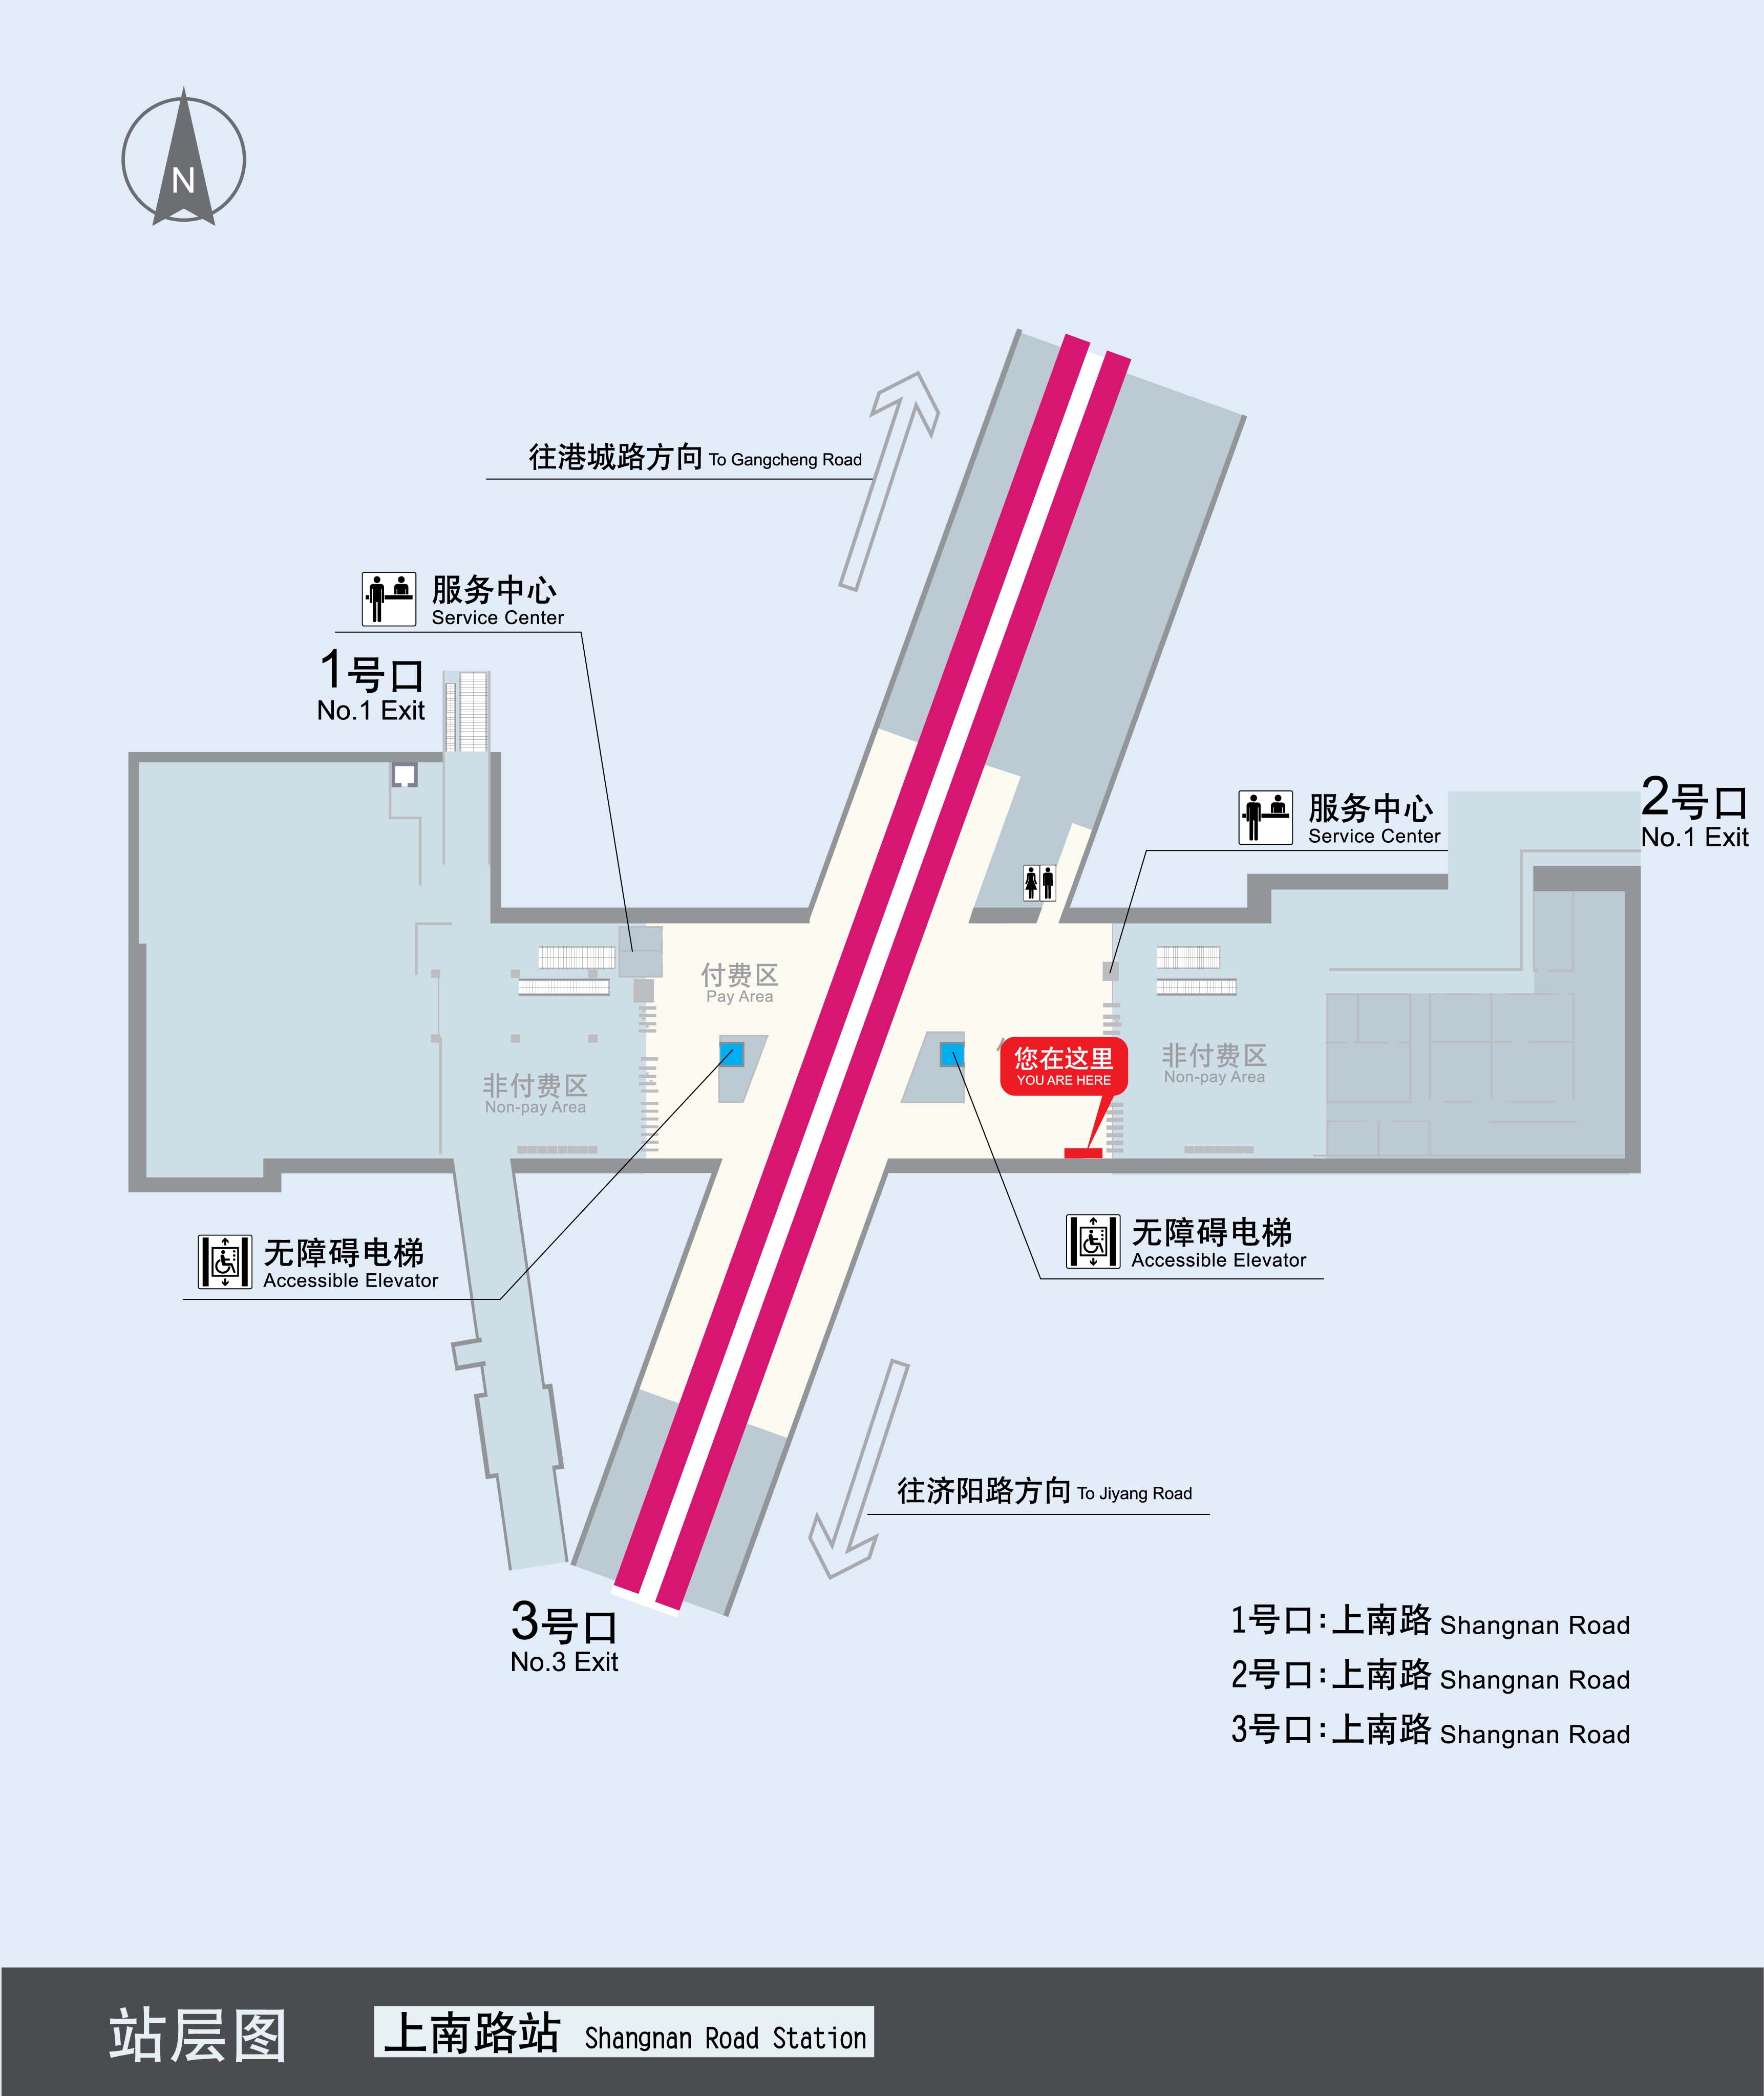 N
往港城路方向 To Gangcheng Road
服务中心
Service Center
1号口
No.1 Exit
服务中心
Service Center
2号口
No.1 Exit
付费区
Pay Area
您在这里
YOU ARE HERE
非付费区
Non-pay Area
非付费区
Non-pay Area
无障碍电梯
Accessible Elevator
无障碍电梯
Accessible Elevator
往济阳路方向 To Jiyang Road
3号口
No.3 Exit
1号口:上南路 Shangnan Road
2号口:上南路 Shangnan Road
3号口:上南路 Shangnan Road
站层图 上南路站 Shangnan Road Station